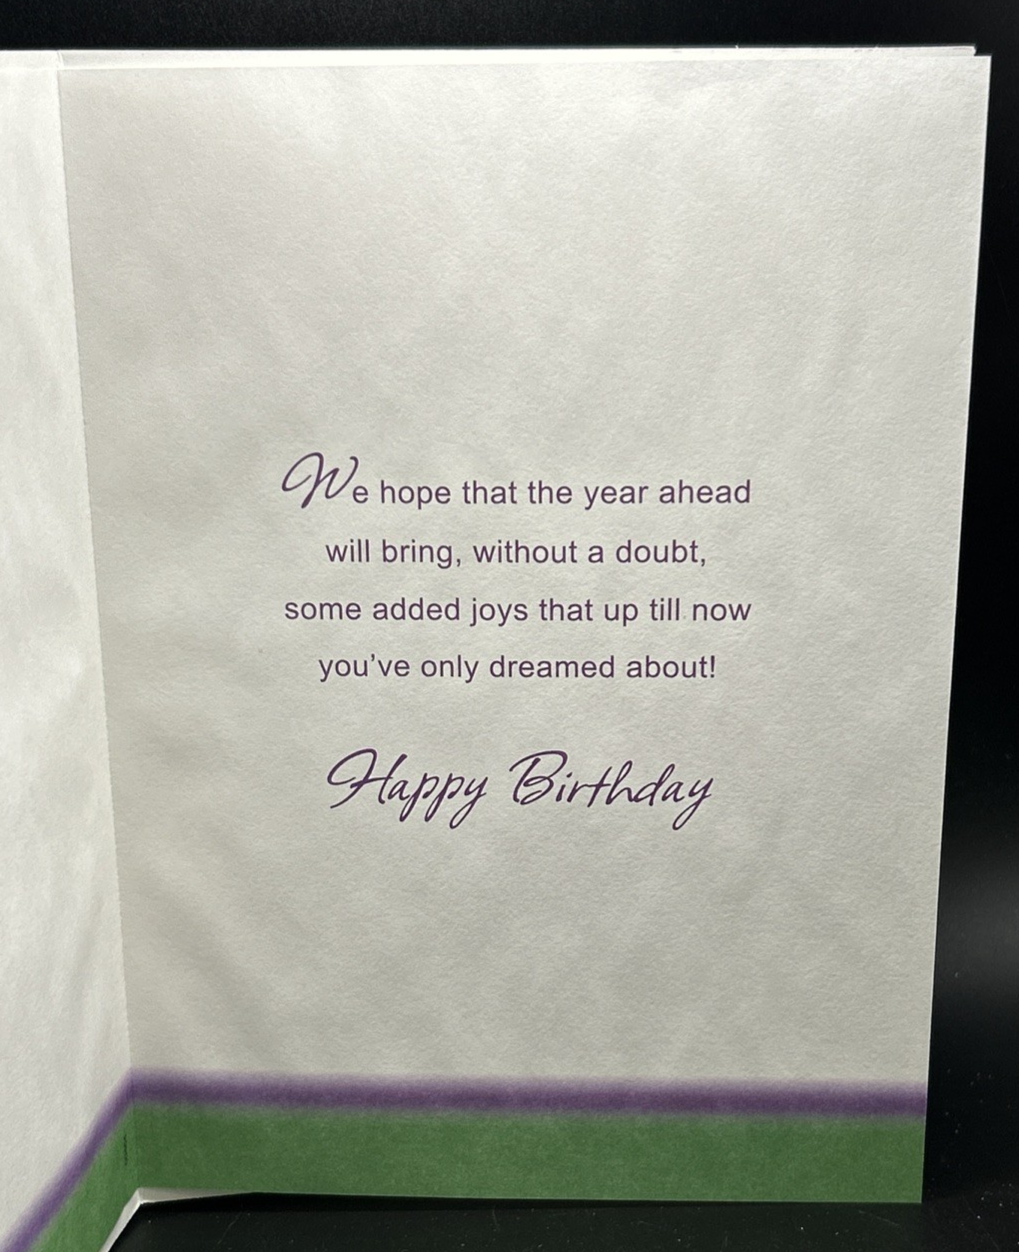 We hope that the year ahead
will bring, without a doubt,
some added joys that up till now
you've only dreamed about!
Happy Birthday